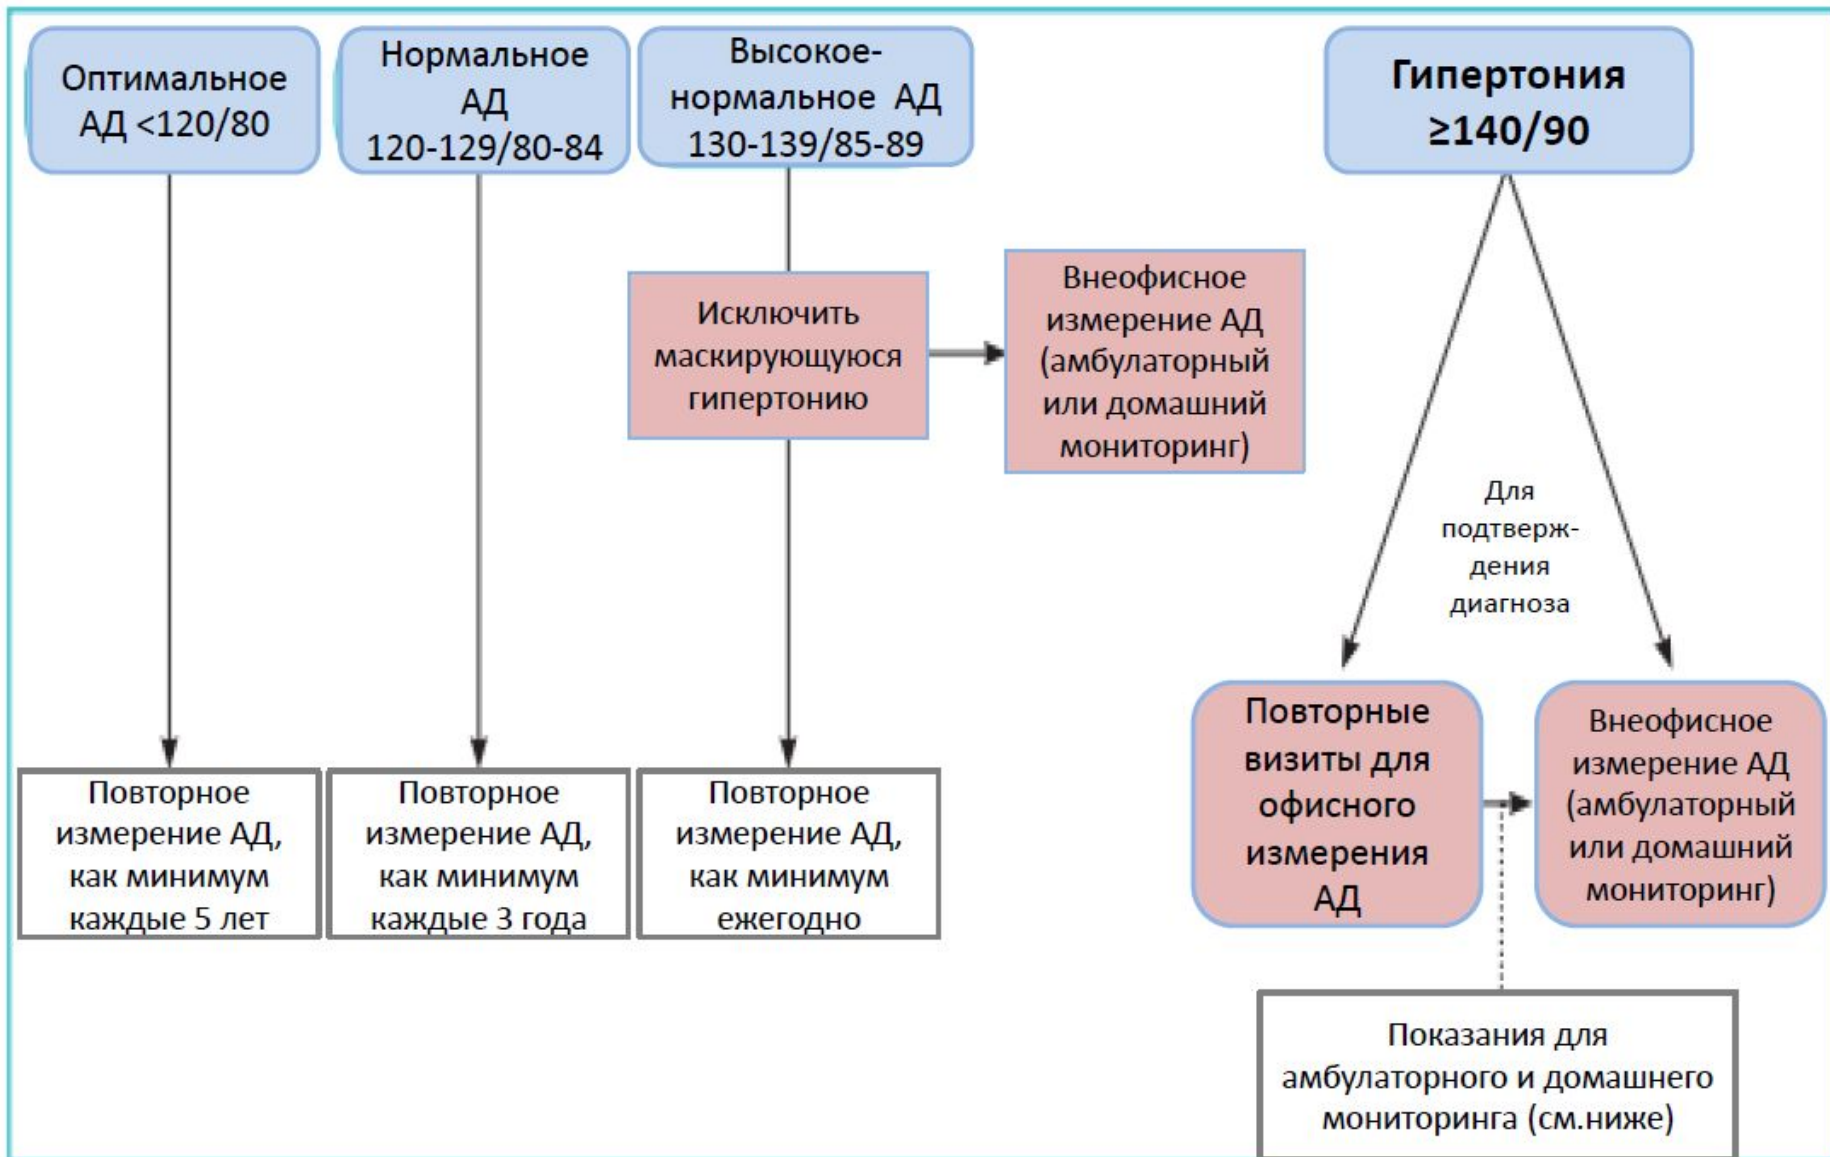 Оптимальное
АД <120/80
Нормальное
АД
120-129/80-84
Высокое-
нормальное АД
130-139/85-89
Гипертония
≥140/90
Исключить
маскирующуюся
гипертонию
Внеофисное
измерение АД
(амбулаторный
или домашний
мониторинг)
Для
подтверж-
дения
диагноза
Повторное
измерение АД,
как минимум
каждые 5 лет
Повторное
измерение АД,
как минимум
каждые 3 года
Повторное
измерение АД,
как минимум
ежегодно
Повторные
визиты для
офисного
измерения
АД
Внеофисное
измерение АД
(амбулаторный
или домашний
мониторинг)
Показания для
амбулаторного и домашнего
мониторинга (см.ниже)